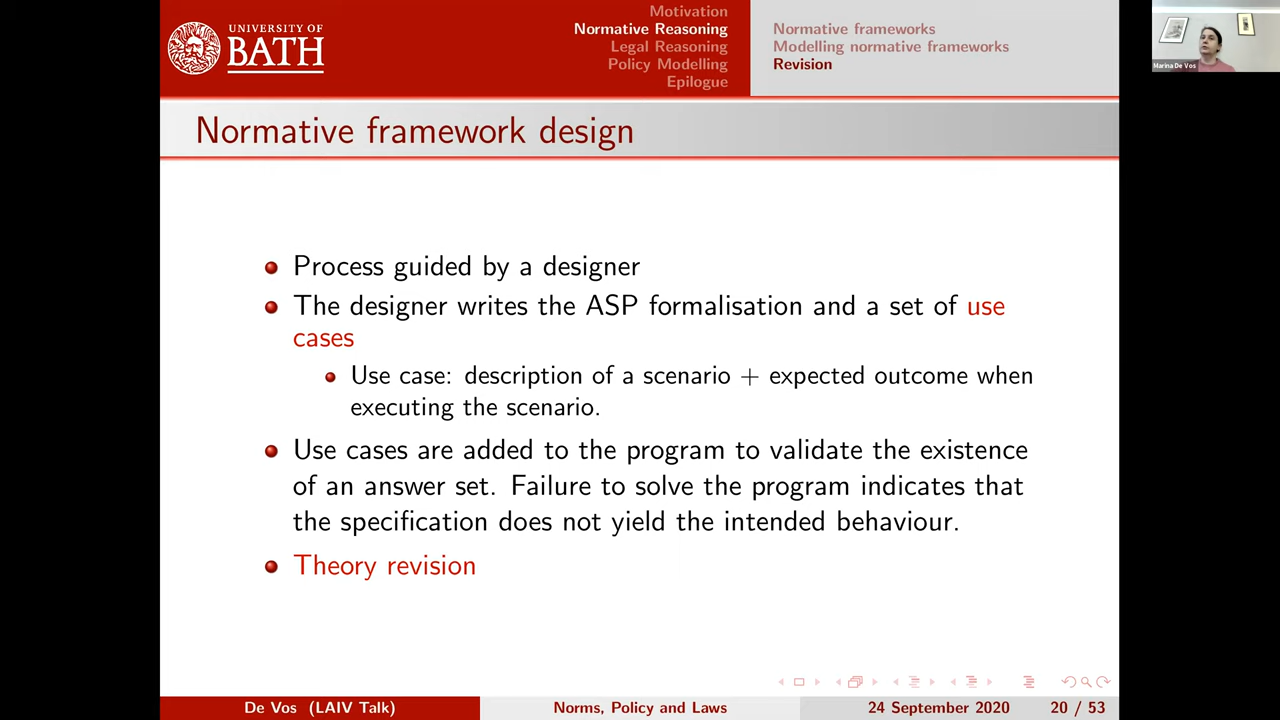 UNIVERSITY OF
BATH
Motivation
Normative Reasoning
Legal Reasoning
Policy Modelling
Epilogue
Normative frameworks
Modelling normative frameworks
Revision
Marina De Vos
Normative framework design
Process guided by a designer
The designer writes the ASP formalisation and a set of use
cases
Use case: description of a scenario + expected outcome when
executing the scenario.
Use cases are added to the program to validate the existence
of an answer set. Failure to solve the program indicates that
the specification does not yield the intended behaviour.
Theory revision
De Vos (LAIV Talk)
Norms, Policy and Laws
24 September 2020
20 / 53